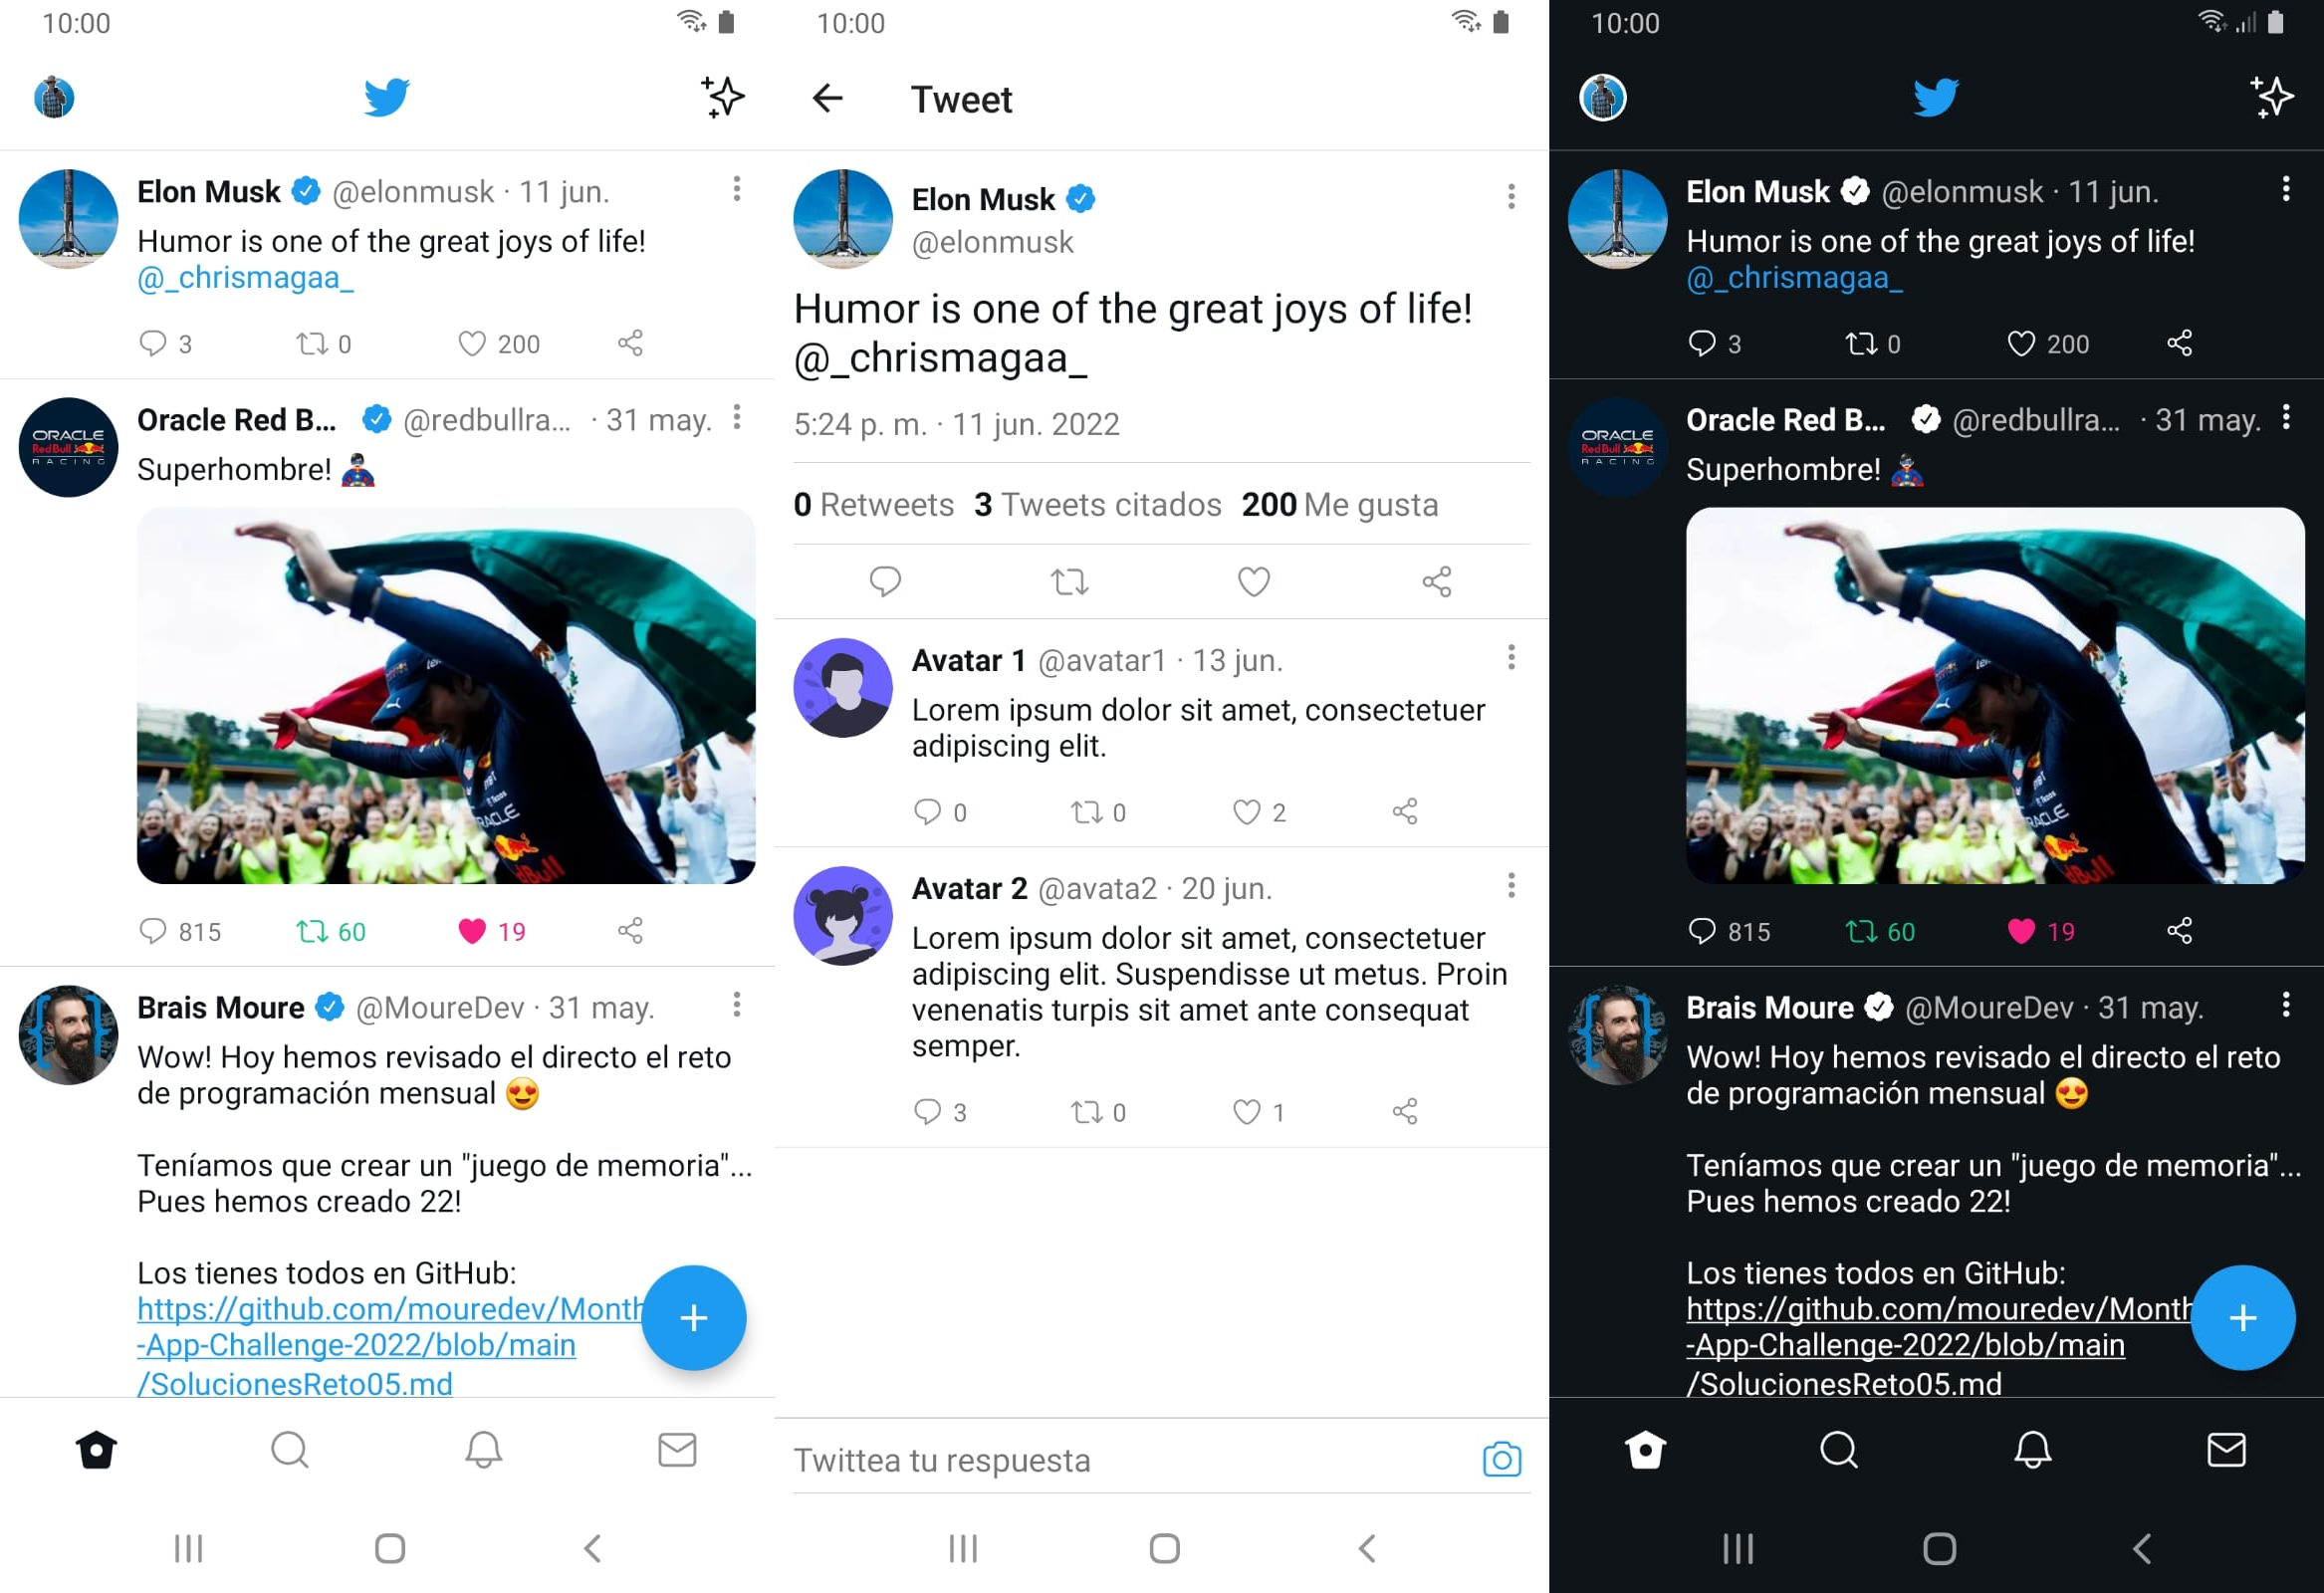 10:00
Elon Musk @elonmusk · 11 jun.
Humor is one of the great joys of life!
@_chrismagaa_
3 0 200
Oracle Red B... @redbullra... · 31 may.
ORACLE
Red Bull
RACING
Superhombre!
ORACLE
Red Bull
815 60 19
Brais Moure @MoureDev · 31 may.
Wow! Hoy hemos revisado el directo el reto
de programación mensual
Teníamos que crear un "juego de memoria"...
Pues hemos creado 22!
Los tienes todos en GitHub:
https://github.com/mouredev/Month
-App-Challenge-2022/blob/main
/SolucionesReto05.md
10:00
Tweet
Elon Musk
@elonmusk
Humor is one of the great joys of life!
@_chrismagaa_
5:24 p. m. · 11 jun. 2022
0 Retweets 3 Tweets citados 200 Me gusta
Avatar 1 @avatar1 · 13 jun.
Lorem ipsum dolor sit amet, consectetuer
adipiscing elit.
0 0 2
Avatar 2 @avata2 · 20 jun.
Lorem ipsum dolor sit amet, consectetuer
adipiscing elit. Suspendisse ut metus. Proin
venenatis turpis sit amet ante consequat
semper.
3 0 1
Twittea tu respuesta
10:00
Elon Musk @elonmusk · 11 jun.
Humor is one of the great joys of life!
@_chrismagaa_
3 0 200
Oracle Red B... @redbullra... · 31 may.
ORACLE
Red Bull
RACING
Superhombre!
ORACLE
Red Bull
815 60 19
Brais Moure @MoureDev · 31 may.
Wow! Hoy hemos revisado el directo el reto
de programación mensual
Teníamos que crear un "juego de memoria"...
Pues hemos creado 22!
Los tienes todos en GitHub:
https://github.com/mouredev/Month
-App-Challenge-2022/blob/main
/SolucionesReto05.md